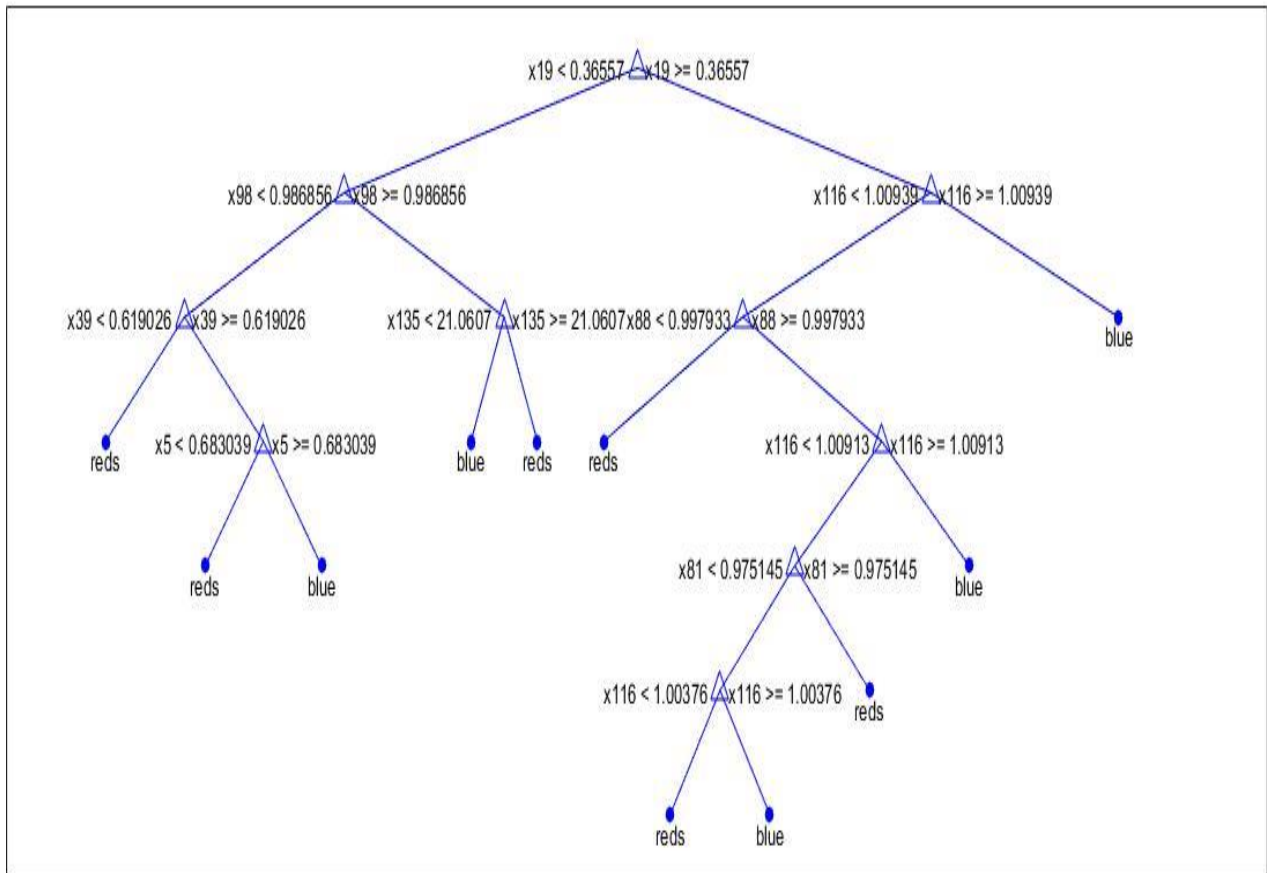 x19 < 0.36557 x19 >= 0.36557
x98 < 0.986856 x98 >= 0.986856
x116 < 1.00939 x116 >= 1.00939
x39 < 0.619026 x39 >= 0.619026
x135 < 21.0607 x135 >= 21.0607
x88 < 0.997933 x88 >= 0.997933
blue
reds
x5 < 0.683039 x5 >= 0.683039
blue
reds
reds
x116 < 1.00913 x116 >= 1.00913
reds
blue
x81 < 0.975145 x81 >= 0.975145
blue
x116 < 1.00376 x116 >= 1.00376
reds
reds
blue